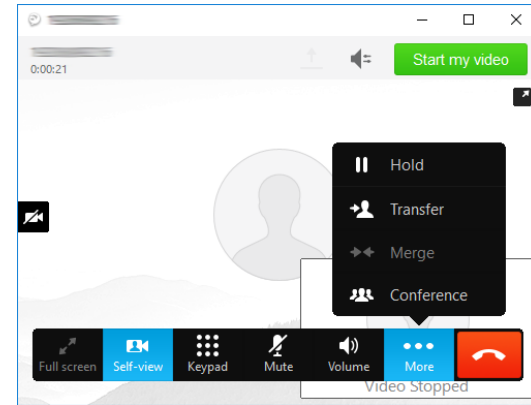 0:00:21
Start my video
Hold
Transfer
Merge
Conference
Full screen
Self-view
Keypad
Mute
Volume
More
Video Stopped